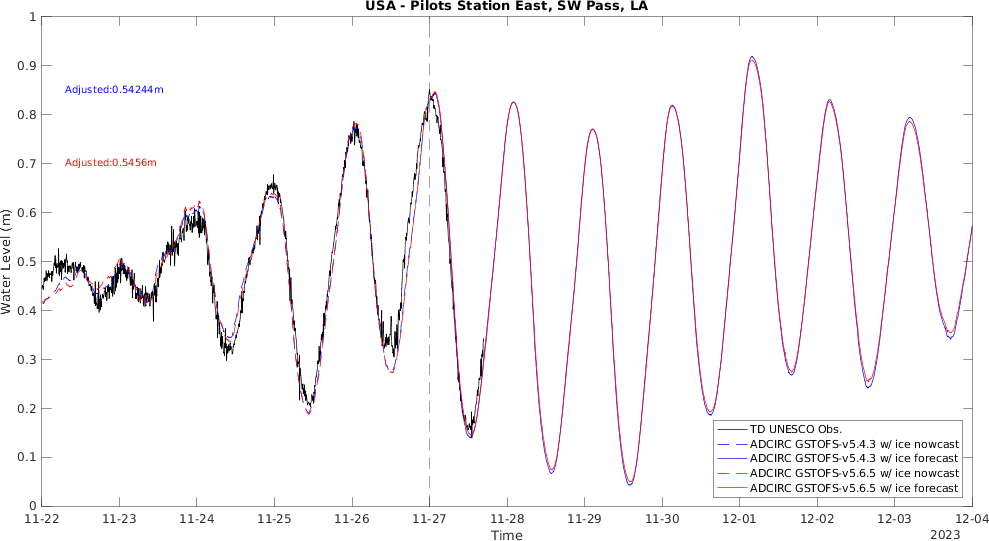 USA - Pilots Station East, SW Pass, LA
1
0.9
0.8
0.7
0.6
0.5
0.4
0.3
0.2
0.1
0
Water Level (m)
Adjusted:0.54244m
Adjusted:0.5456m
TD UNESCO Obs.
ADCIRC GSTOFS-v5.4.3 w/ ice nowcast
ADCIRC GSTOFS-v5.4.3 w/ ice forecast
ADCIRC GSTOFS-v5.6.5 w/ ice nowcast
ADCIRC GSTOFS-v5.6.5 w/ ice forecast
11-22 11-23 11-24 11-25 11-26 11-27 11-28 11-29 11-30 12-01 12-02 12-03 12-04
Time
2023